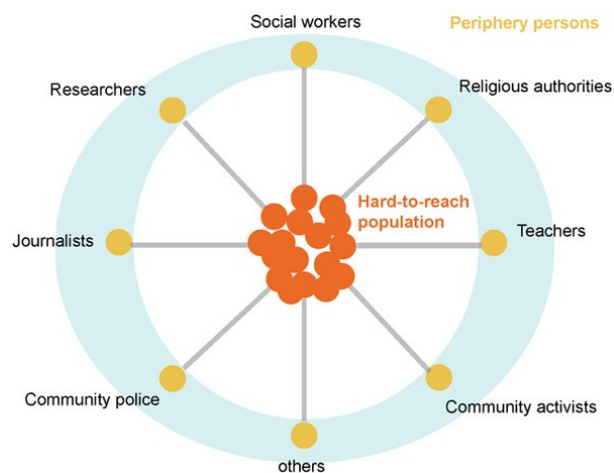 Social workers
Periphery persons
Researchers
Religious authorities
Hard-to-reach
population
Journalists
Teachers
Community police
Community activists
others